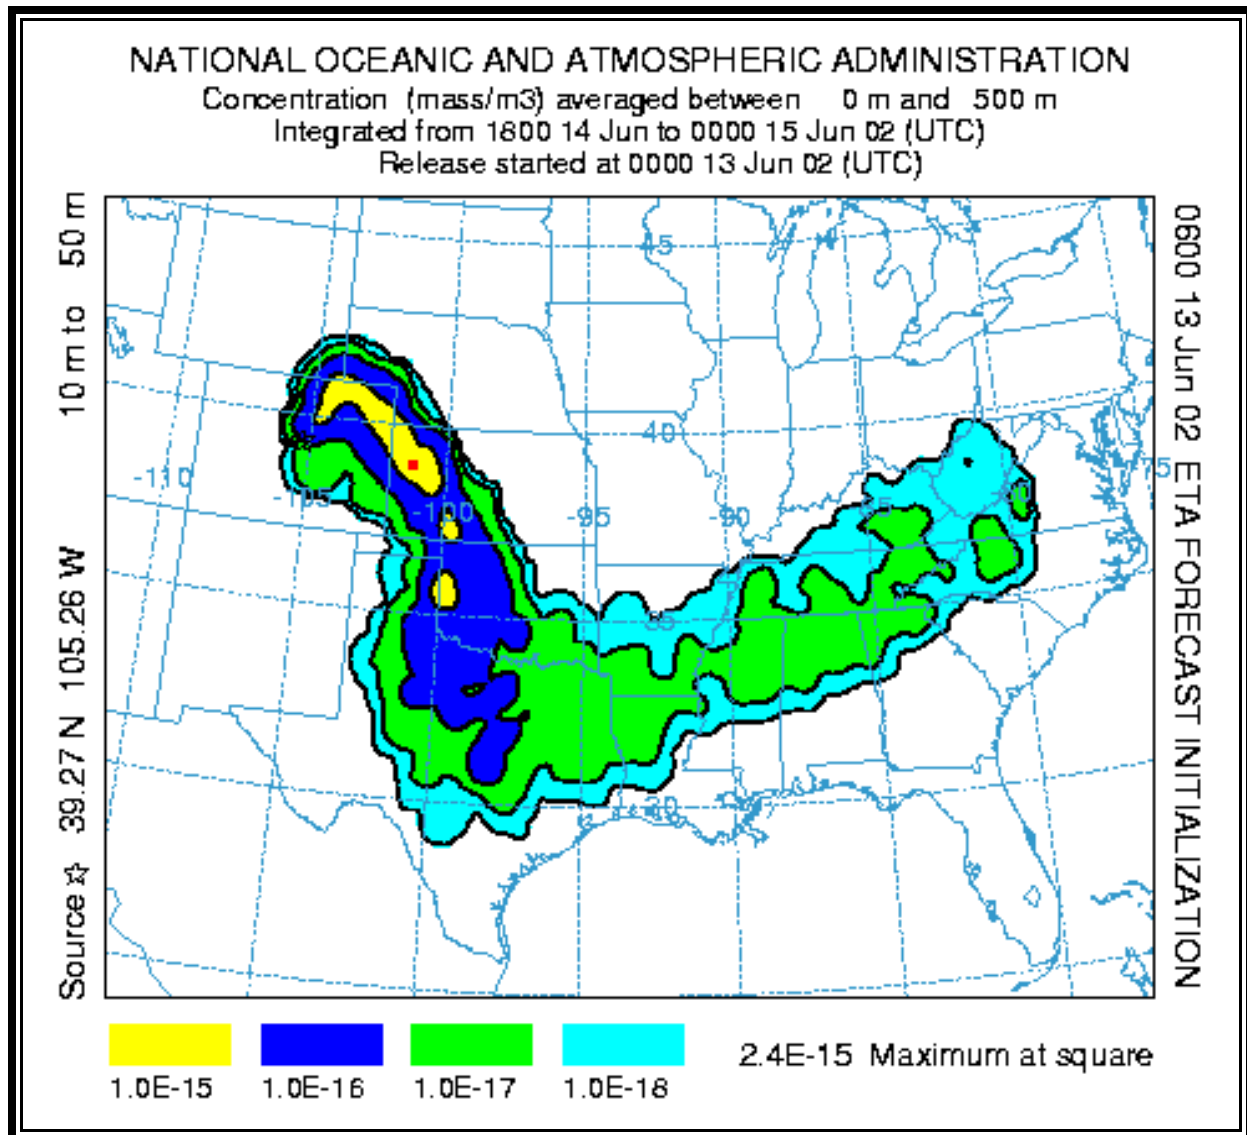 NATIONAL OCEANIC AND ATMOSPHERIC ADMINISTRATION
Concentration (mass/m3) averaged between 0 m and 500 m
Integrated from 1800 14 Jun to 0000 15 Jun 02 (UTC)
Release started at 0000 13 Jun 02 (UTC)
Source ☆ 39.27 N 105.26 W 10 m to 50 m
0600 13 Jun 02 ETA FORECAST INITIALIZATION
45
40
-110
-105
-100
-95
-90
-85
-80
75
35
30
1.0E-15
1.0E-16
1.0E-17
1.0E-18
2.4E-15 Maximum at square